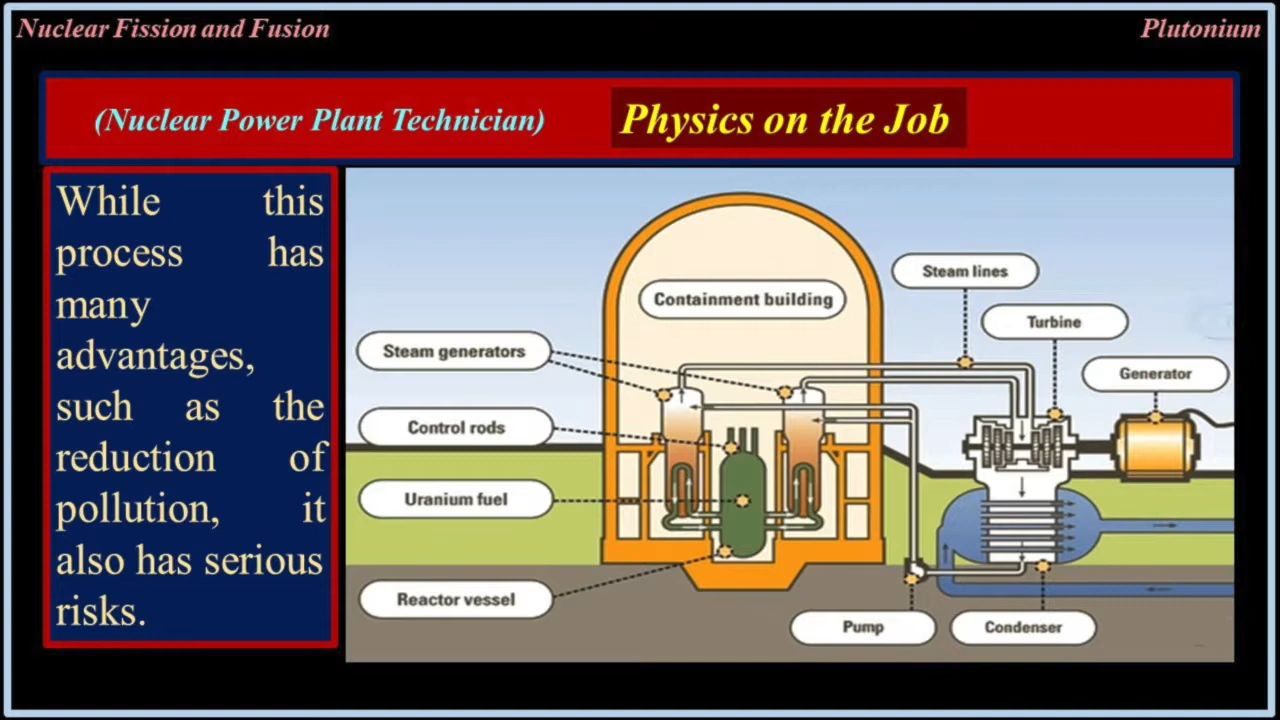 Nuclear Fission and Fusion
Plutonium
(Nuclear Power Plant Technician)
Physics on the Job
While this
process has
many
advantages,
such as the
reduction of
pollution, it
also has serious
risks.
Containment building
Steam lines
Turbine
Generator
Steam generators
Control rods
Uranium fuel
Reactor vessel
Pump
Condenser